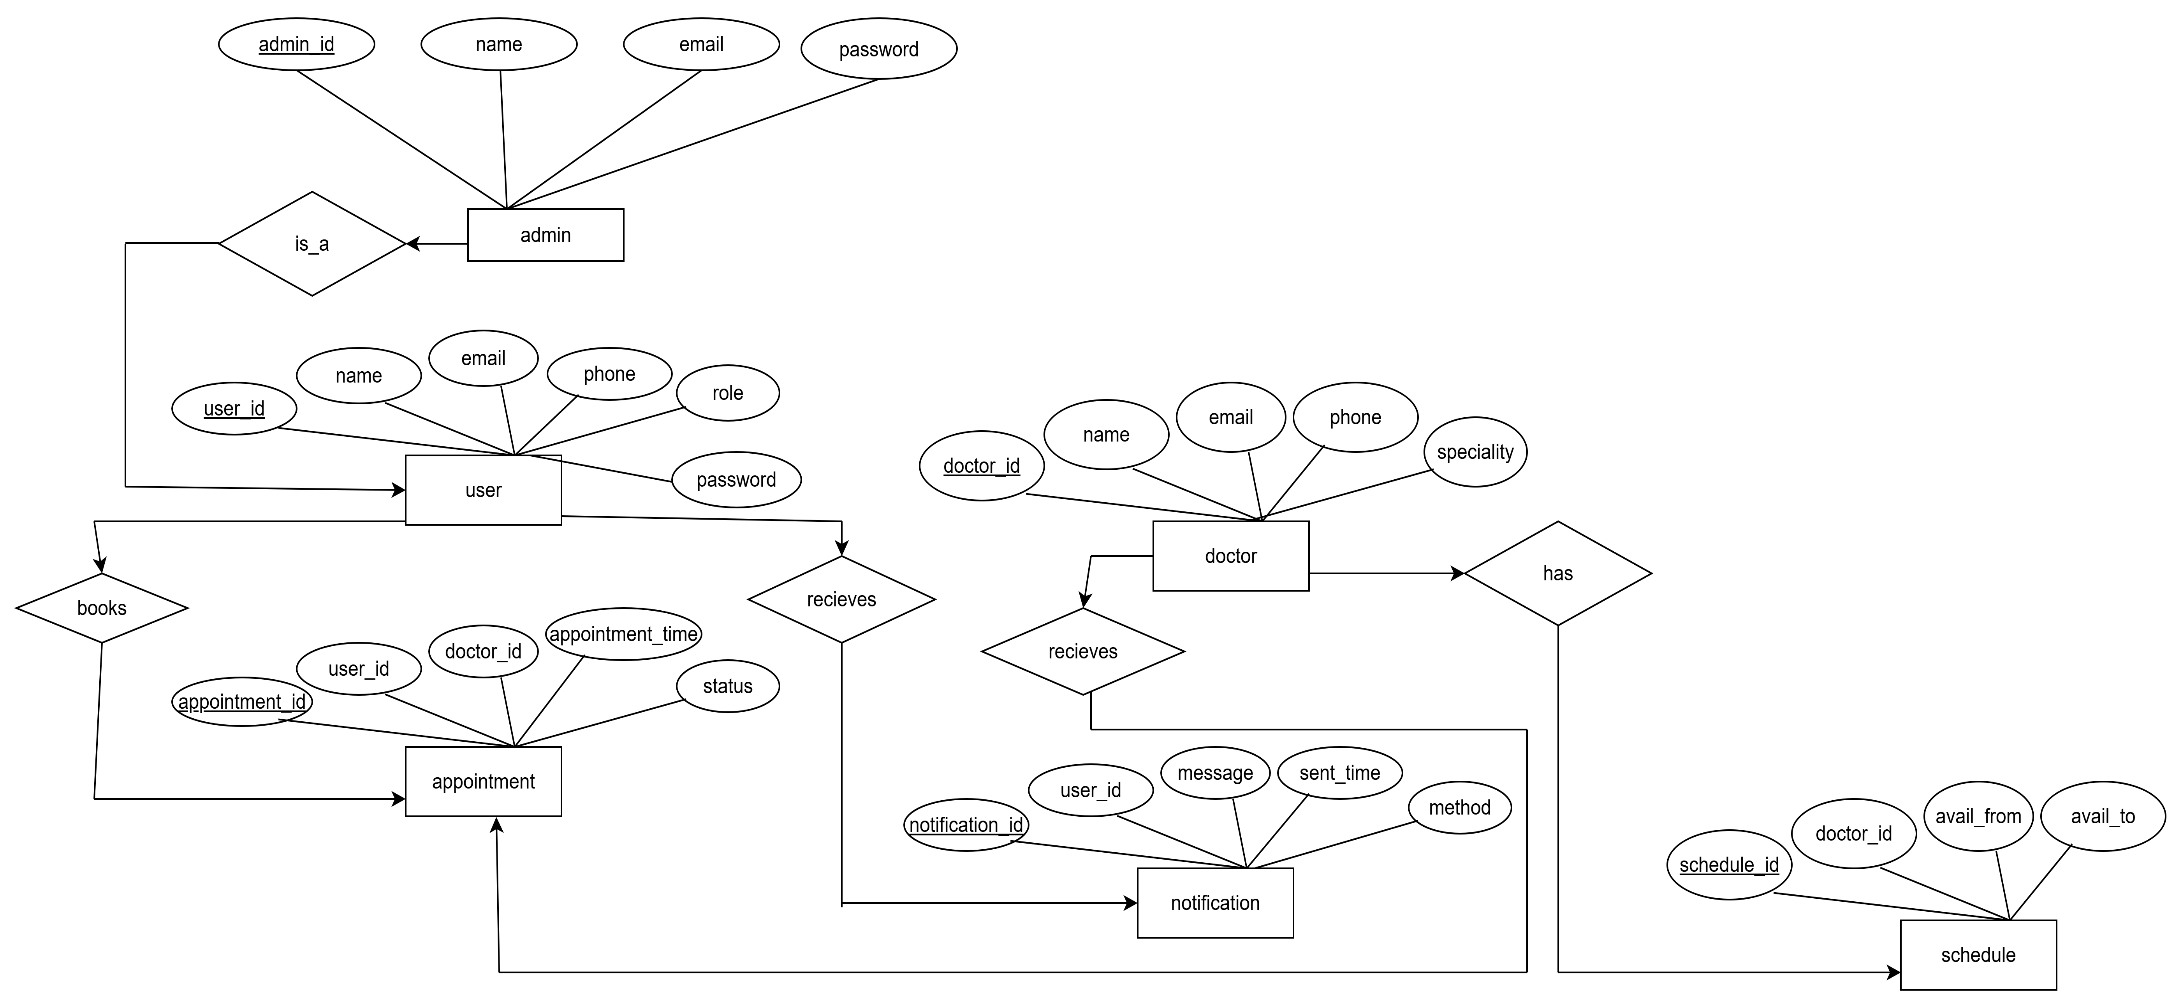 admin_id
name
email
password
is_a
admin
user_id
name
email
phone
role
password
user
doctor_id
name
email
phone
speciality
doctor
has
books
recieves
recieves
appointment_id
user_id
doctor_id
appointment_time
status
appointment
notification_id
user_id
message
sent_time
method
notification
schedule_id
doctor_id
avail_from
avail_to
schedule